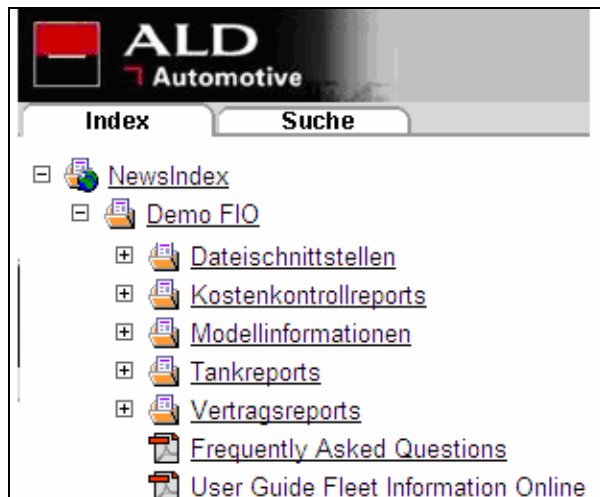 ALD
Automotive
Index Suche
NewsIndex
Demo FIO
Dateischnittstellen
Kostenkontrollreports
Modellinformationen
Tankreports
Vertragsreports
Frequently Asked Questions
User Guide Fleet Information Online